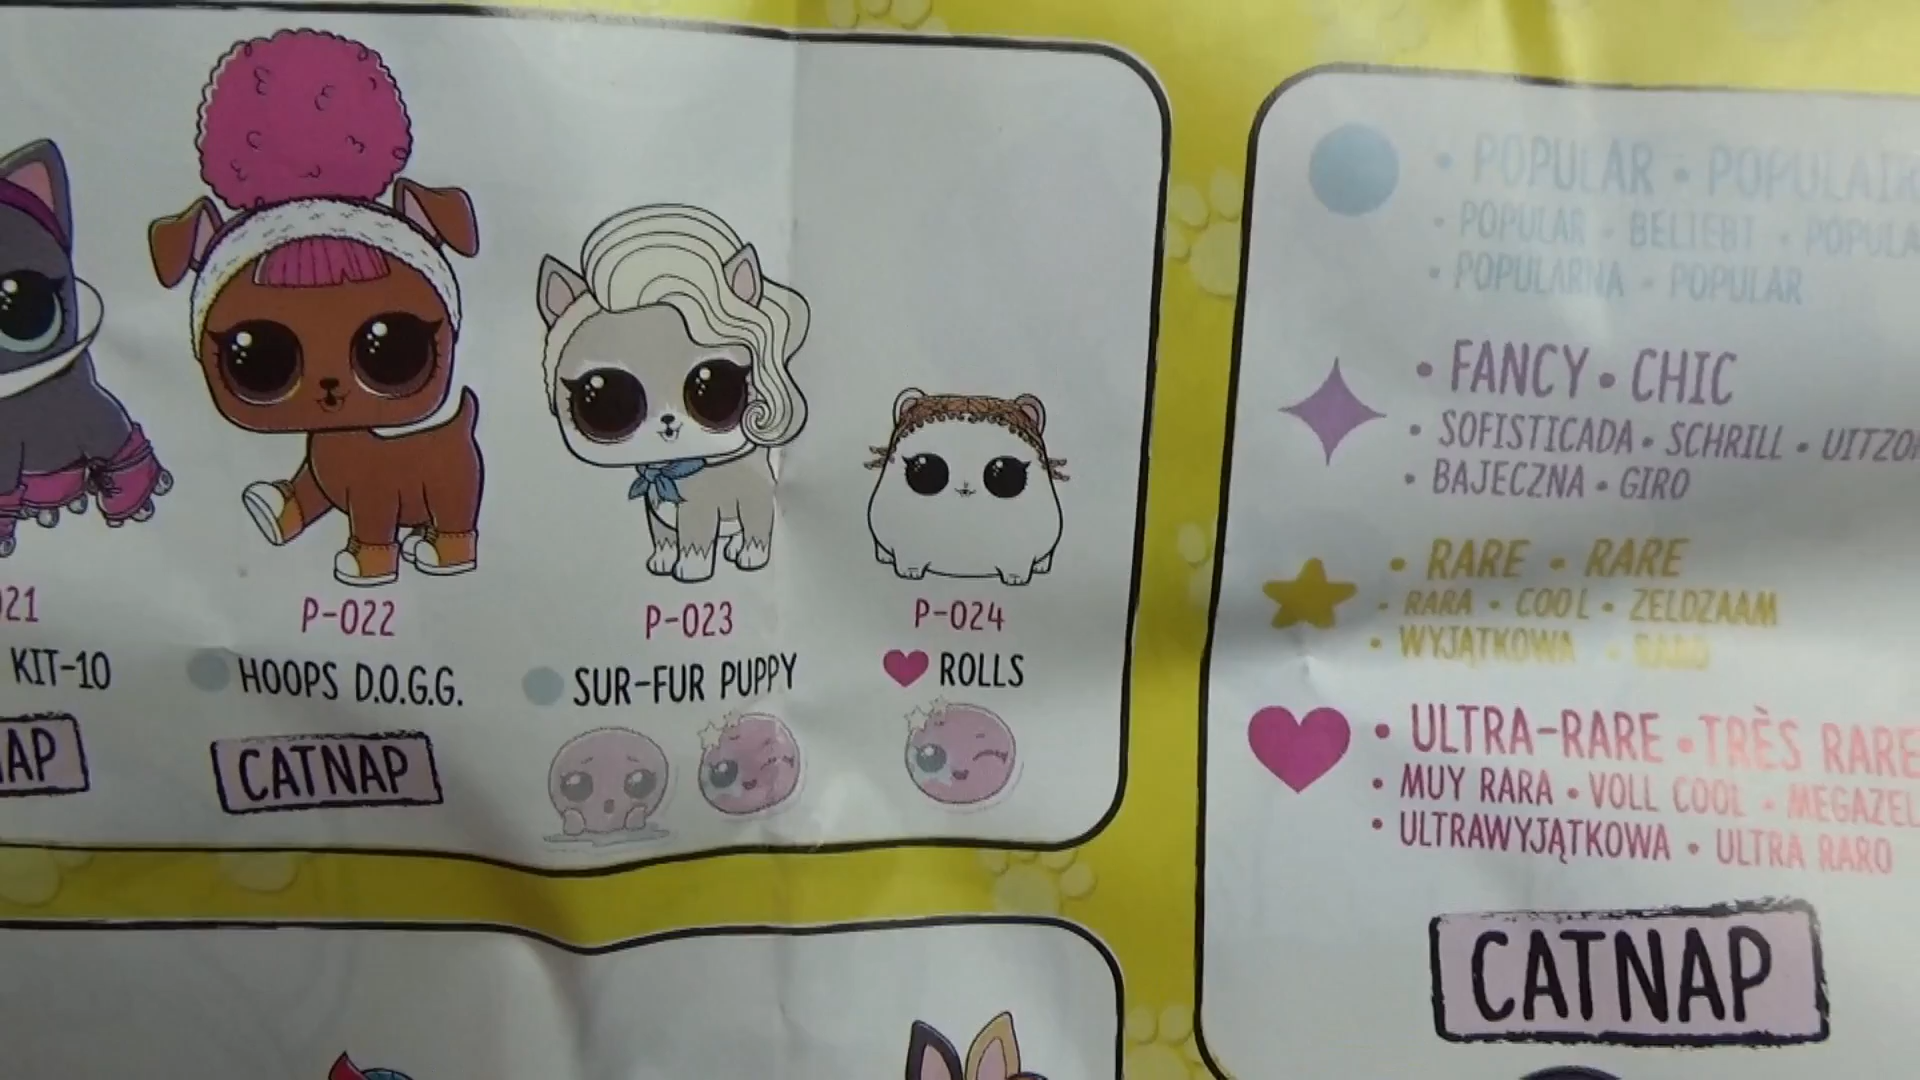 021
P-022
P-023
P-024
KIT-10
HOOPS D.O.G.G.
SUR-FUR PUPPY
ROLLS
CATNAP
• POPULAR • POPULAIR
• POPULAR • BELIEBT • POPULA
• POPULARNA • POPULAR
• FANCY • CHIC
• SOFISTICADA • SCHRILL • UITZON
• BAJECZNA • GIRO
• RARE • RARE
• RARA • COOL • ZELDZAAM
• WYJĄTKOWA • RARO
• ULTRA-RARE • TRÈS RARE
• MUY RARA • VOLL COOL • MEGAZEL
• ULTRAWYJĄTKOWA • ULTRA RARO
CATNAP